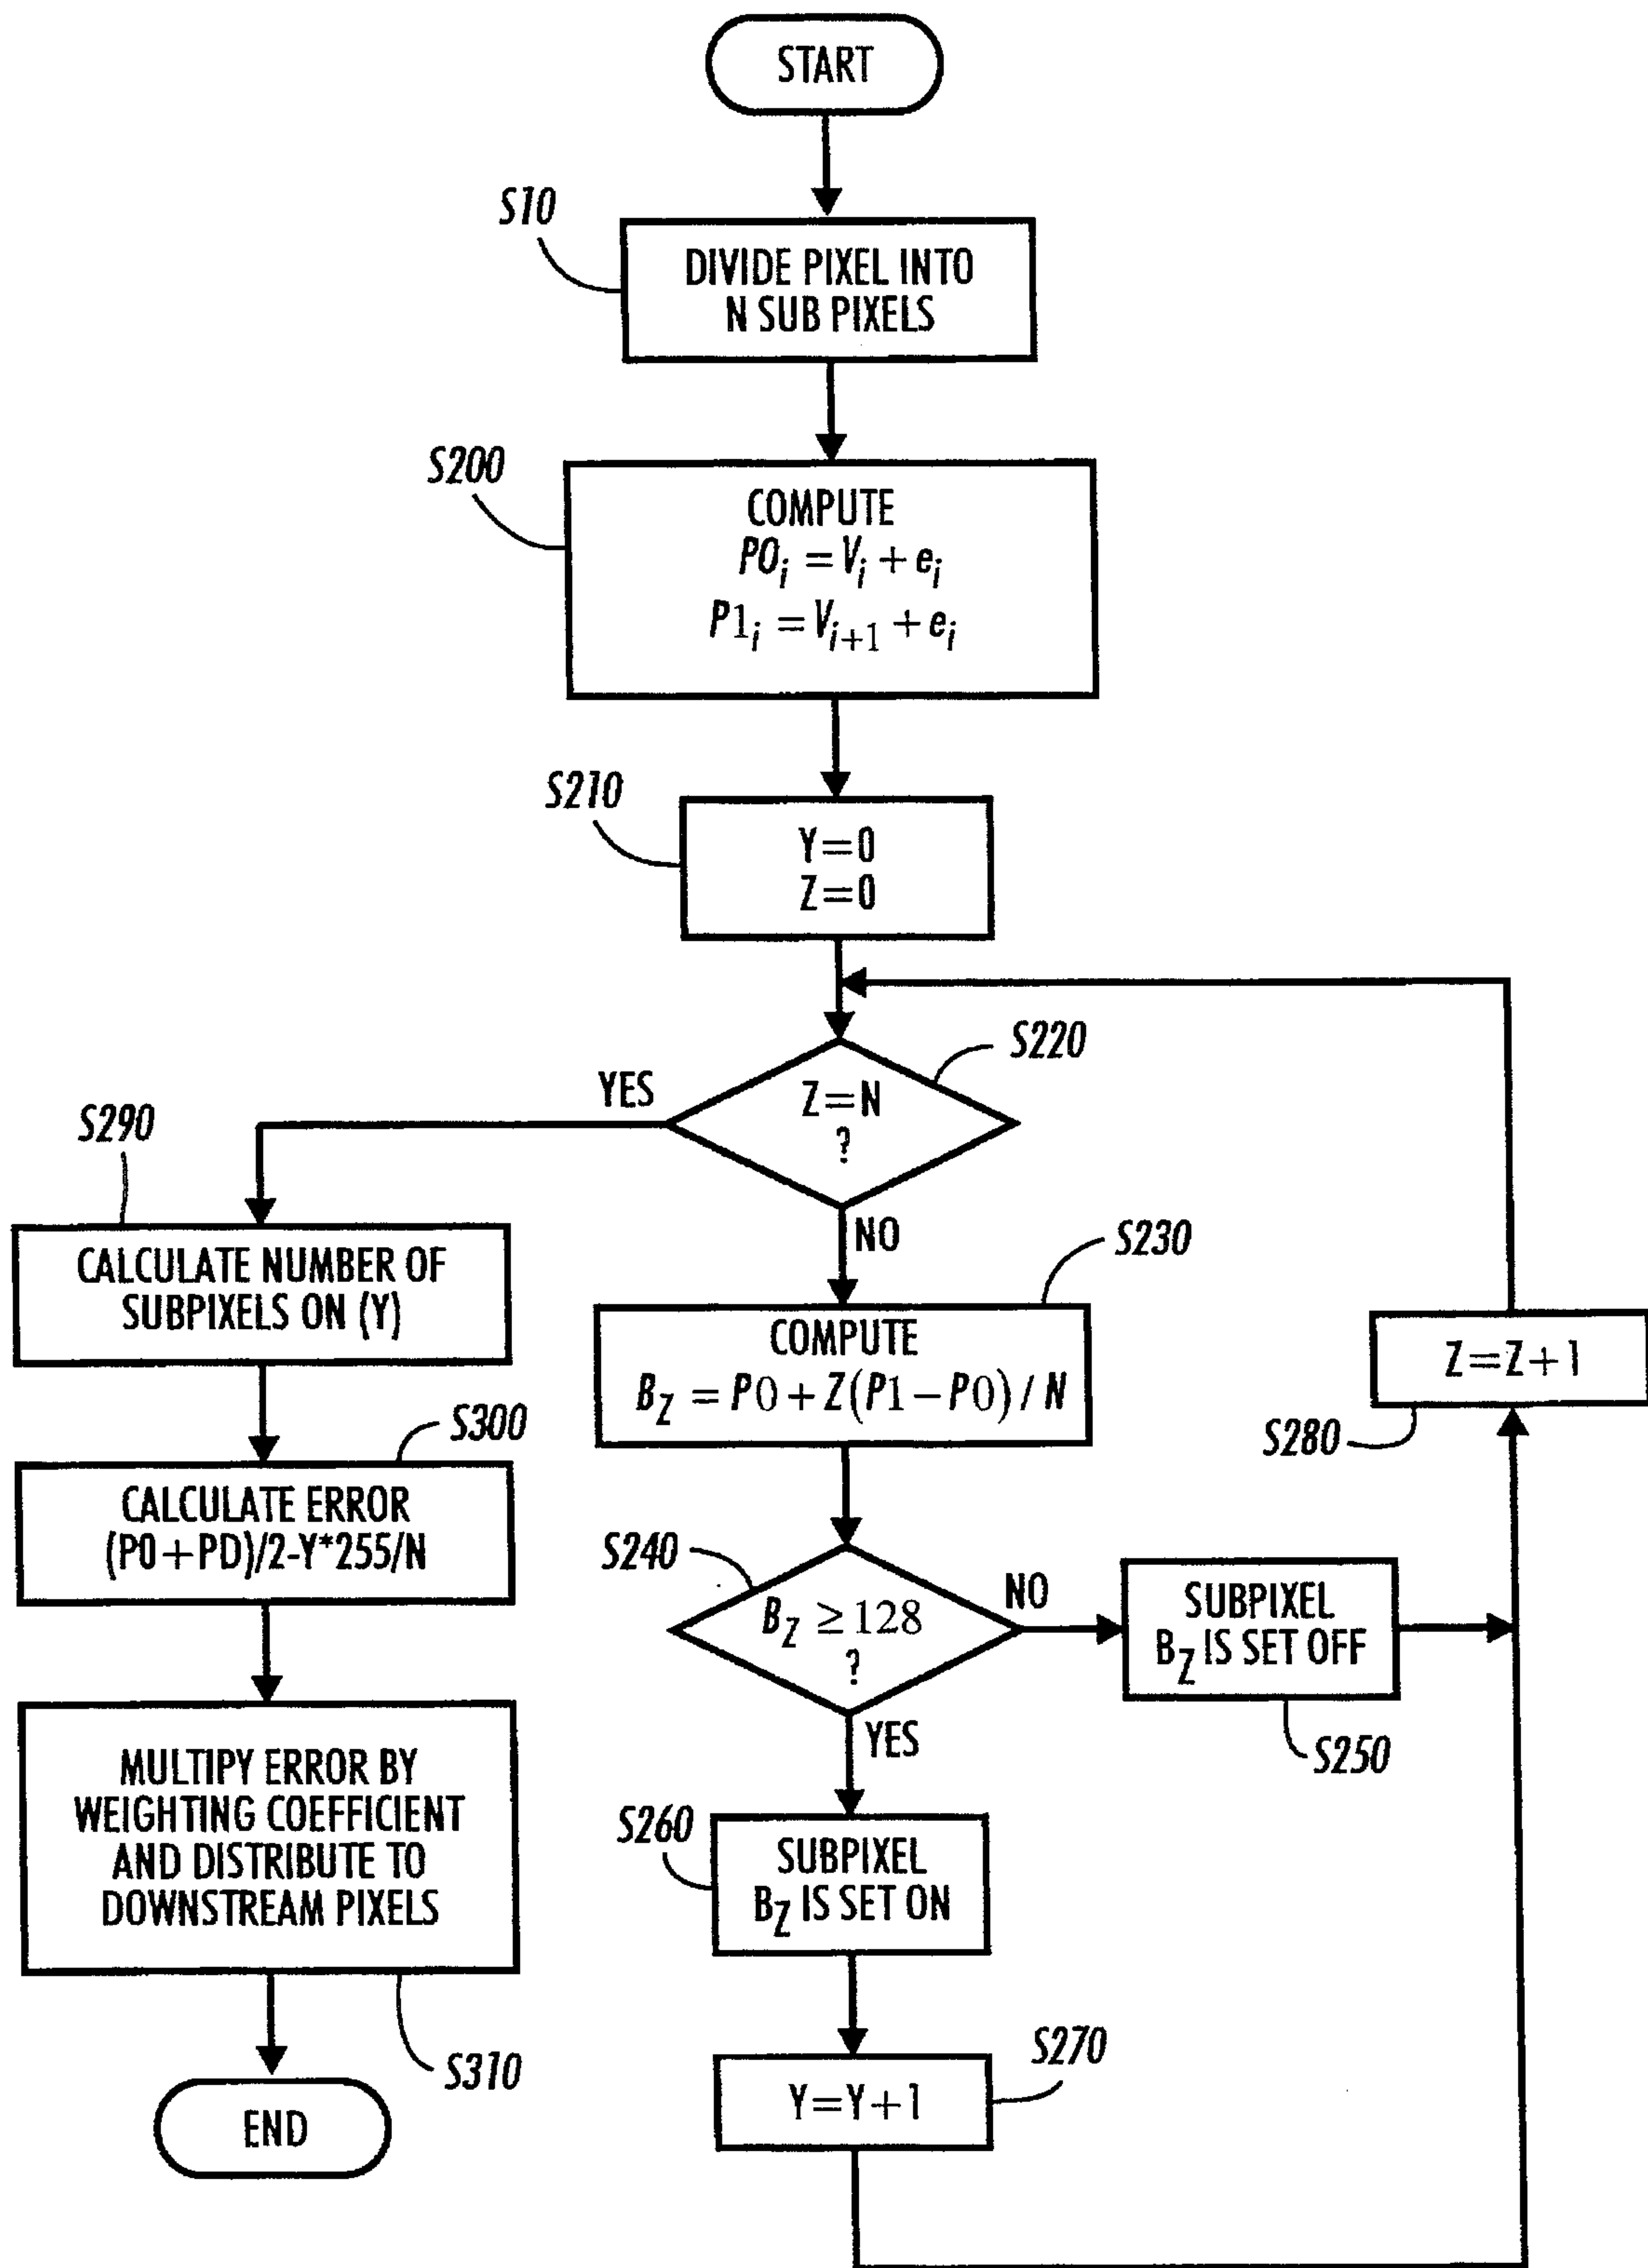 START
S10
DIVIDE PIXEL INTO
N SUB PIXELS
S200
COMPUTE
P0i = Vi + ei
P1i = Vi+1 + ei
S210
Y=0
Z=0
S220
Z=N
?
YES
NO
S290
CALCULATE NUMBER OF
SUBPIXELS ON (Y)
S230
COMPUTE
BZ = P0 + Z(P1 – P0) / N
Z=Z+1
S280
S300
CALCULATE ERROR
(P0+PD)/2-Y*255/N
S240
BZ ≥ 128
?
NO
YES
SUBPIXEL
BZ IS SET OFF
S250
MULTIPY ERROR BY
WEIGHTING COEFFICIENT
AND DISTRIBUTE TO
DOWNSTREAM PIXELS
S310
S260
SUBPIXEL
BZ IS SET ON
S270
Y=Y+1
END